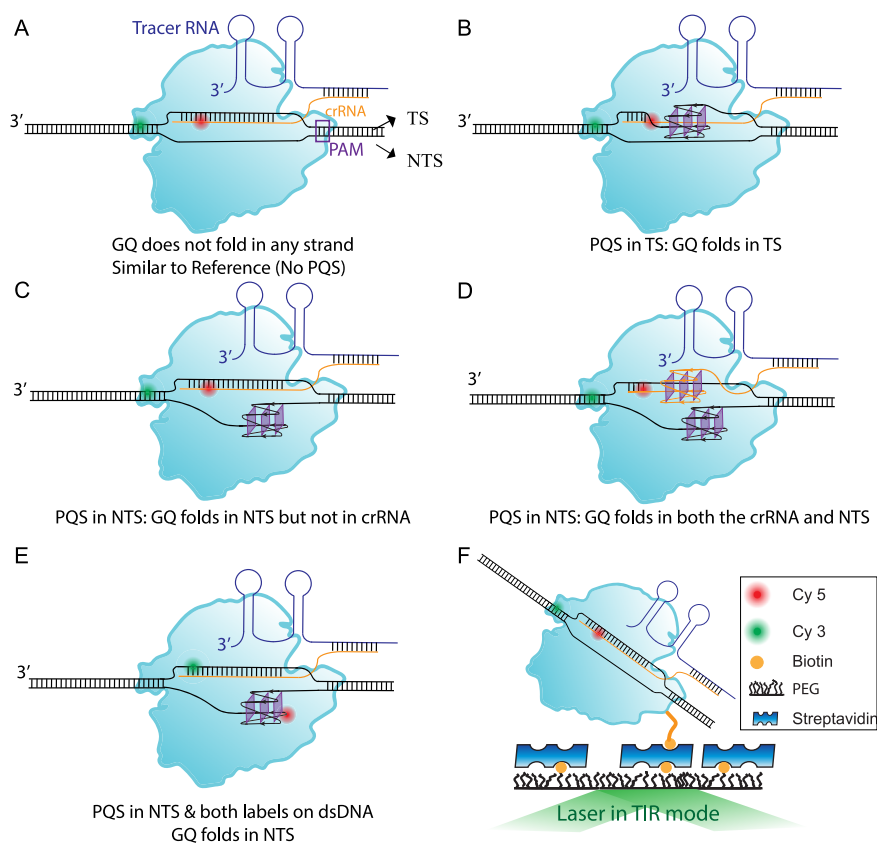 A
Tracer RNA
3′
crRNA
3′
TS
PAM
NTS
GQ does not fold in any strand
Similar to Reference (No PQS)
B
3′
3′
PQS in TS: GQ folds in TS
C
3′
3′
PQS in NTS: GQ folds in NTS but not in crRNA
D
3′
3′
PQS in NTS: GQ folds in both the crRNA and NTS
E
3′
3′
PQS in NTS & both labels on dsDNA
GQ folds in NTS
F
Cy 5
Cy 3
Biotin
PEG
Streptavidin
Laser in TIR mode